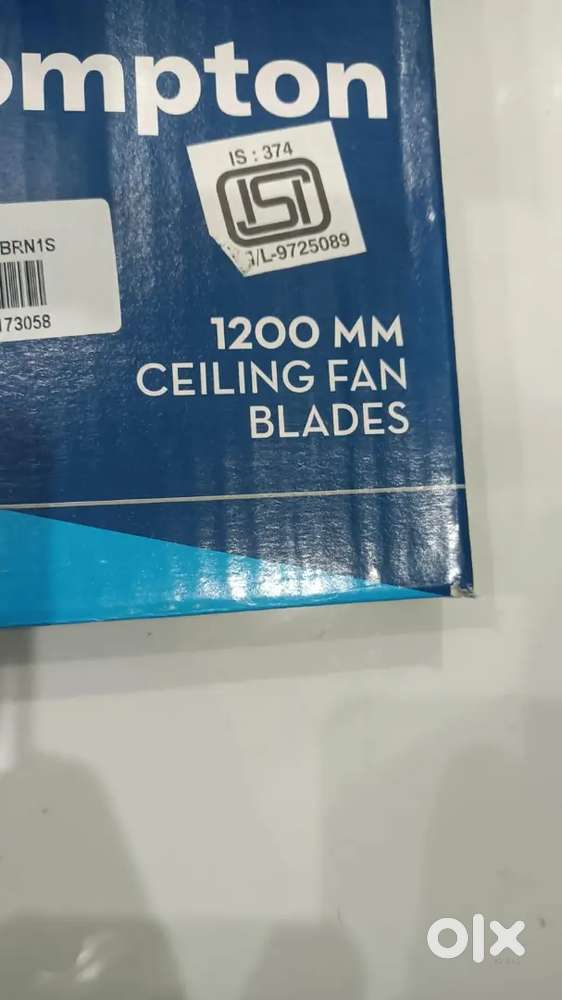 ompton
IS : 374
ISI
/L-9725089
BRN1S
173058
1200 MM
CEILING FAN
BLADES
olx